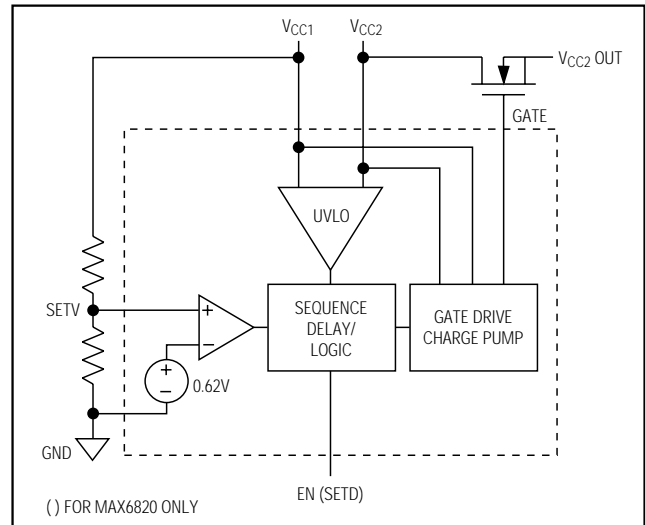 VCC1
VCC2
VCC2 OUT
GATE
UVLO
SETV
+
−
SEQUENCE
DELAY/
LOGIC
GATE DRIVE
CHARGE PUMP
+
−
0.62V
GND
EN (SETD)
( ) FOR MAX6820 ONLY